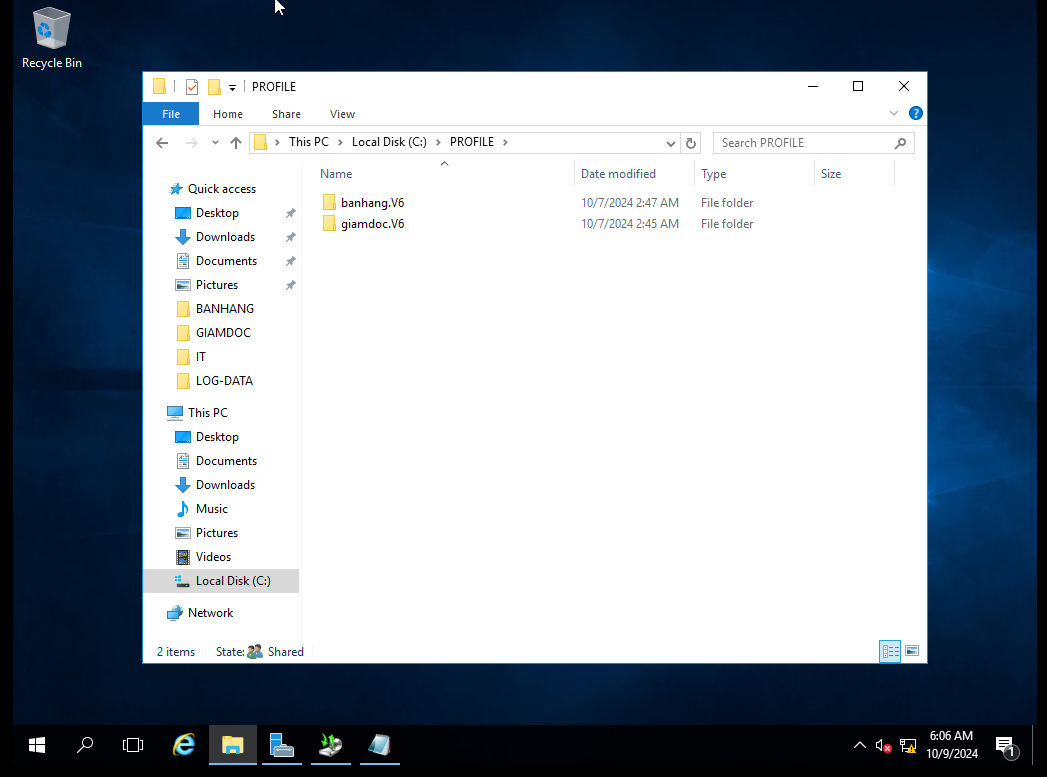 Recycle Bin
PROFILE
File Home Share View
?
This PC Local Disk (C:) PROFILE
Search PROFILE
Name Date modified Type Size
banhang.V6 10/7/2024 2:47 AM File folder
giamdoc.V6 10/7/2024 2:45 AM File folder
Quick access
Desktop
Downloads
Documents
Pictures
BANHANG
GIAMDOC
IT
LOG-DATA
This PC
Desktop
Documents
Downloads
Music
Pictures
Videos
Local Disk (C:)
Network
2 items State: Shared
6:06 AM
10/9/2024
1